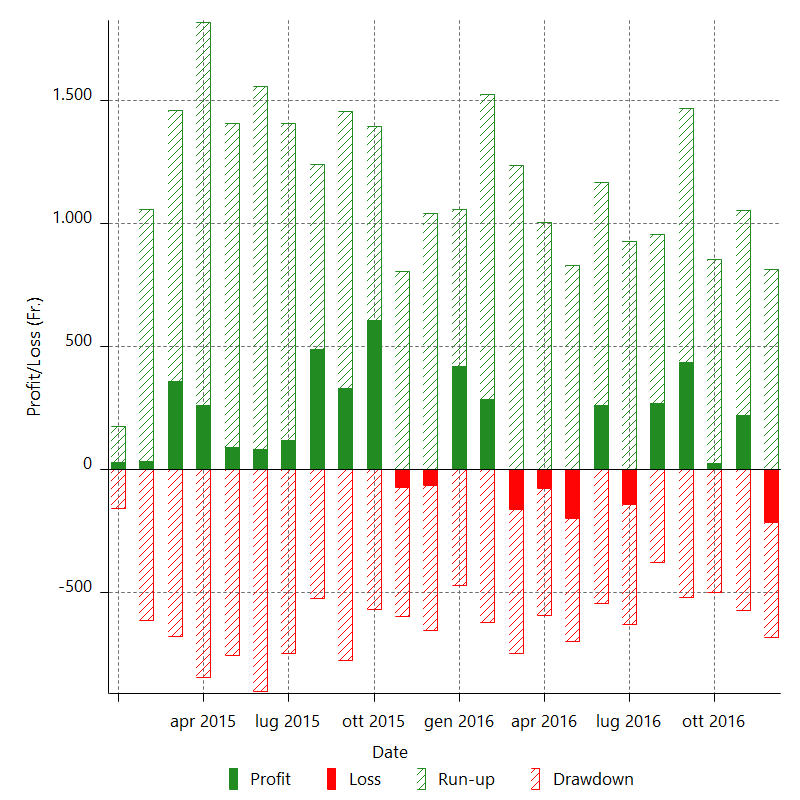 1.500
1.000
500
0
-500
Profit/Loss (Fr.)
apr 2015 lug 2015 ott 2015 gen 2016 apr 2016 lug 2016 ott 2016
Date
Profit Loss Run-up Drawdown